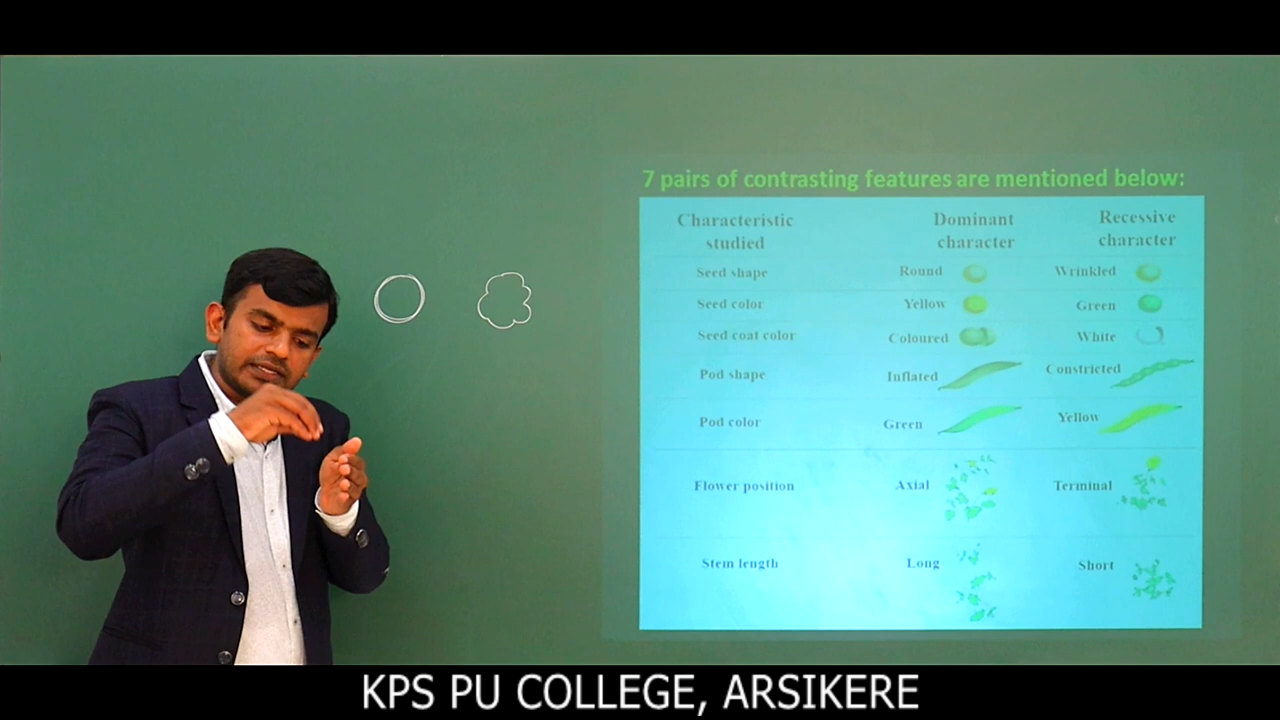 7 pairs of contrasting features are mentioned below:
Characteristic studied Dominant character Recessive character
Seed shape Round Wrinkled
Seed color Yellow Green
Seed coat color Coloured White
Pod shape Inflated Constricted
Pod color Green Yellow
Flower position Axial Terminal
Stem length Long Short
KPS PU COLLEGE, ARSIKERE